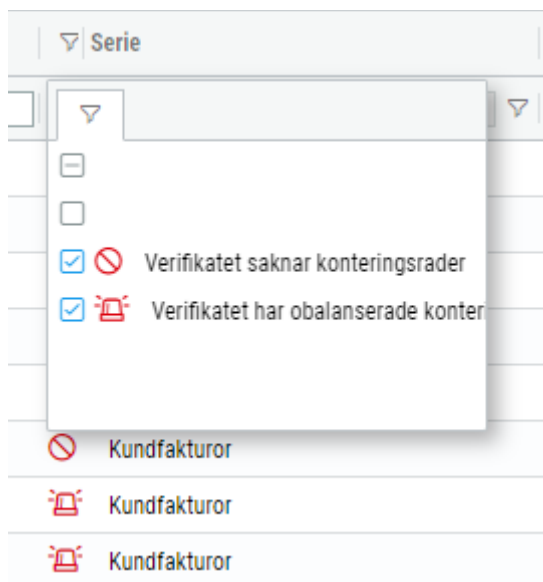 Serie
Verifikatet saknar konteringsrader
Verifikatet har obalanserade konter
Kundfakturor
Kundfakturor
Kundfakturor